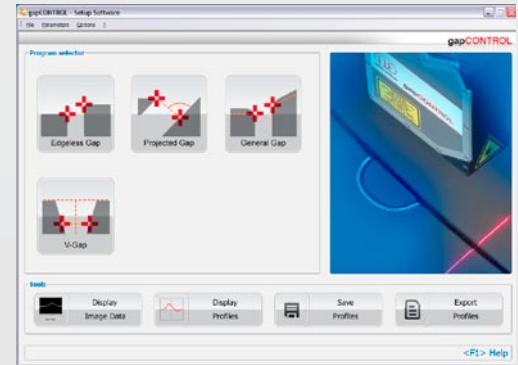 gapCONTROL - Setup Software
File Parameters Options ?
gapCONTROL
Program selector
Edgeless Gap
Projected Gap
General Gap
V-Gap
Tools
Display
Image Data
Display
Profiles
Save
Profiles
Export
Profiles
<F1> Help